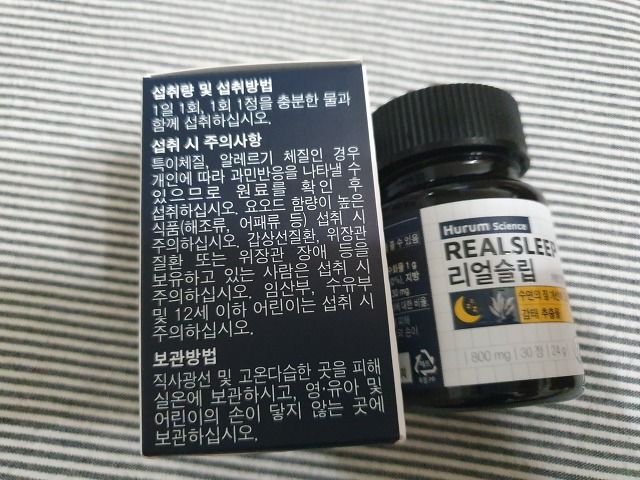 섭취량 및 섭취방법
1일 1회, 1회 1정을 충분한 물과
함께 섭취하십시오.
섭취 시 주의사항
특이체질, 알레르기 체질인 경우
개인에 따라 과민반응을 나타낼 수
있으므로 원료를 확인 후
섭취하십시오. 요오드 함량이 높은
식품(해조류, 어패류 등) 섭취 시
주의하십시오. 갑상선질환, 위장관
질환 또는 위장관 장애 등을
보유하고 있는 사람은 섭취 시
주의하십시오. 임산부, 수유부
및 12세 이하 어린이는 섭취 시
주의하십시오.
보관방법
직사광선 및 고온다습한 곳을 피해
실온에 보관하시고, 영·유아 및
어린이의 손이 닿지 않는 곳에
보관하십시오.
Hurum Science
REALSLEEP
리얼슬립
수면의 질 개선
감태 추출물
800 mg | 30 정 | 24 g